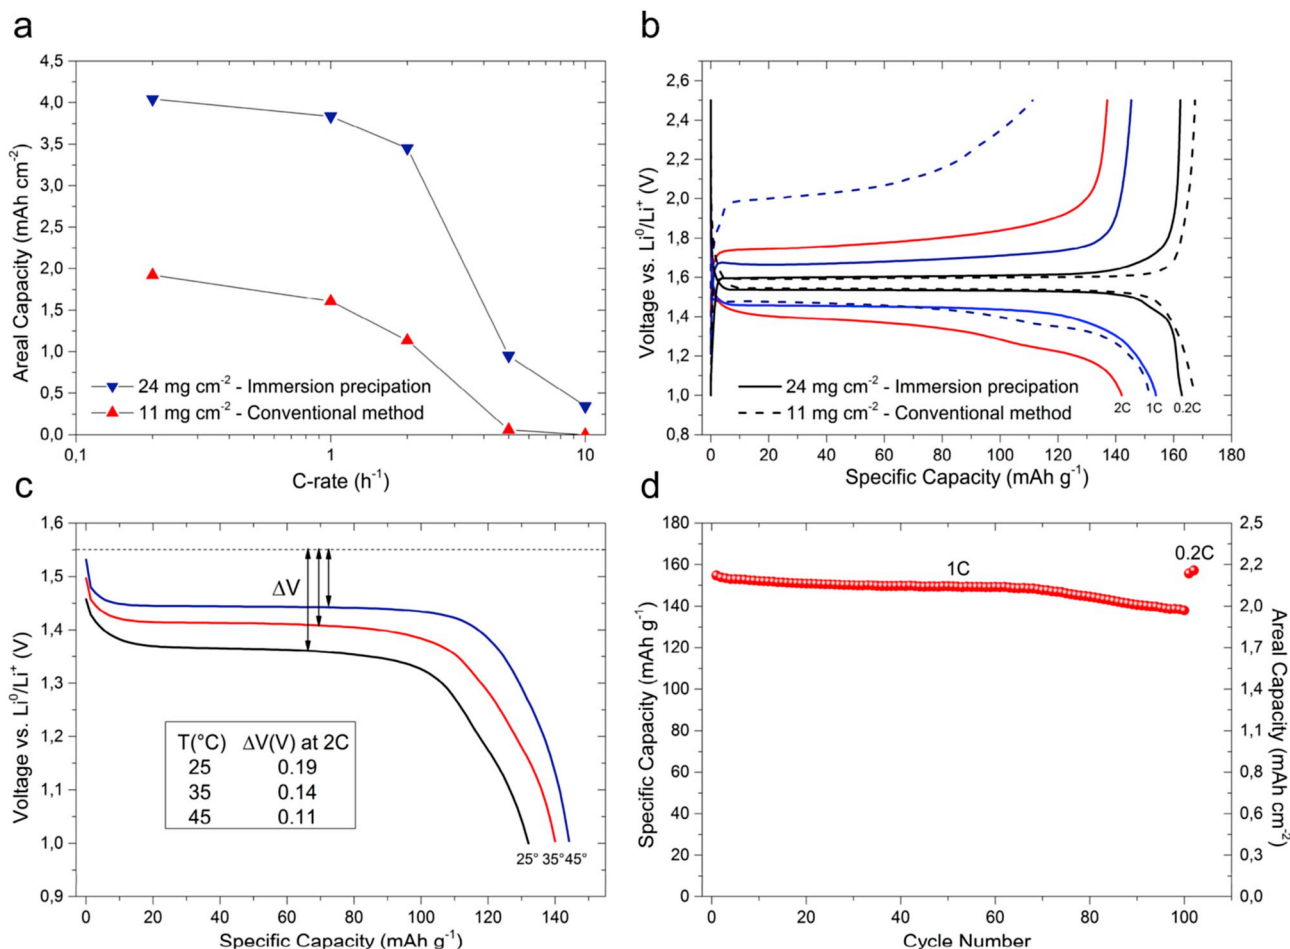 a
Areal Capacity (mAh cm⁻²)
4,5
4,0
3,5
3,0
2,5
2,0
1,5
1,0
0,5
0,0
24 mg cm⁻² - Immersion precipation
11 mg cm⁻² - Conventional method
0,1
1
10
C-rate (h⁻¹)
b
Voltage vs. Li⁰/Li⁺ (V)
2,6
2,4
2,2
2,0
1,8
1,6
1,4
1,2
1,0
0,8
24 mg cm⁻² - Immersion precipation
11 mg cm⁻² - Conventional method
2C
1C
0.2C
0 20 40 60 80 100 120 140 160 180
Specific Capacity (mAh g⁻¹)
c
Voltage vs. Li⁰/Li⁺ (V)
1,6
1,5
1,4
1,3
1,2
1,1
1,0
0,9
ΔV
T(°C) ΔV(V) at 2C
25 0.19
35 0.14
45 0.11
25° 35° 45°
0 20 40 60 80 100 120 140
Specific Capacity (mAh g⁻¹)
d
Specific Capacity (mAh g⁻¹)
180
160
140
120
100
80
60
40
20
0
1C
0.2C
2,5
2,2
2,0
1,7
1,4
1,1
0,8
0,6
0,3
0,0
Areal Capacity (mAh cm⁻²)
0 20 40 60 80 100
Cycle Number